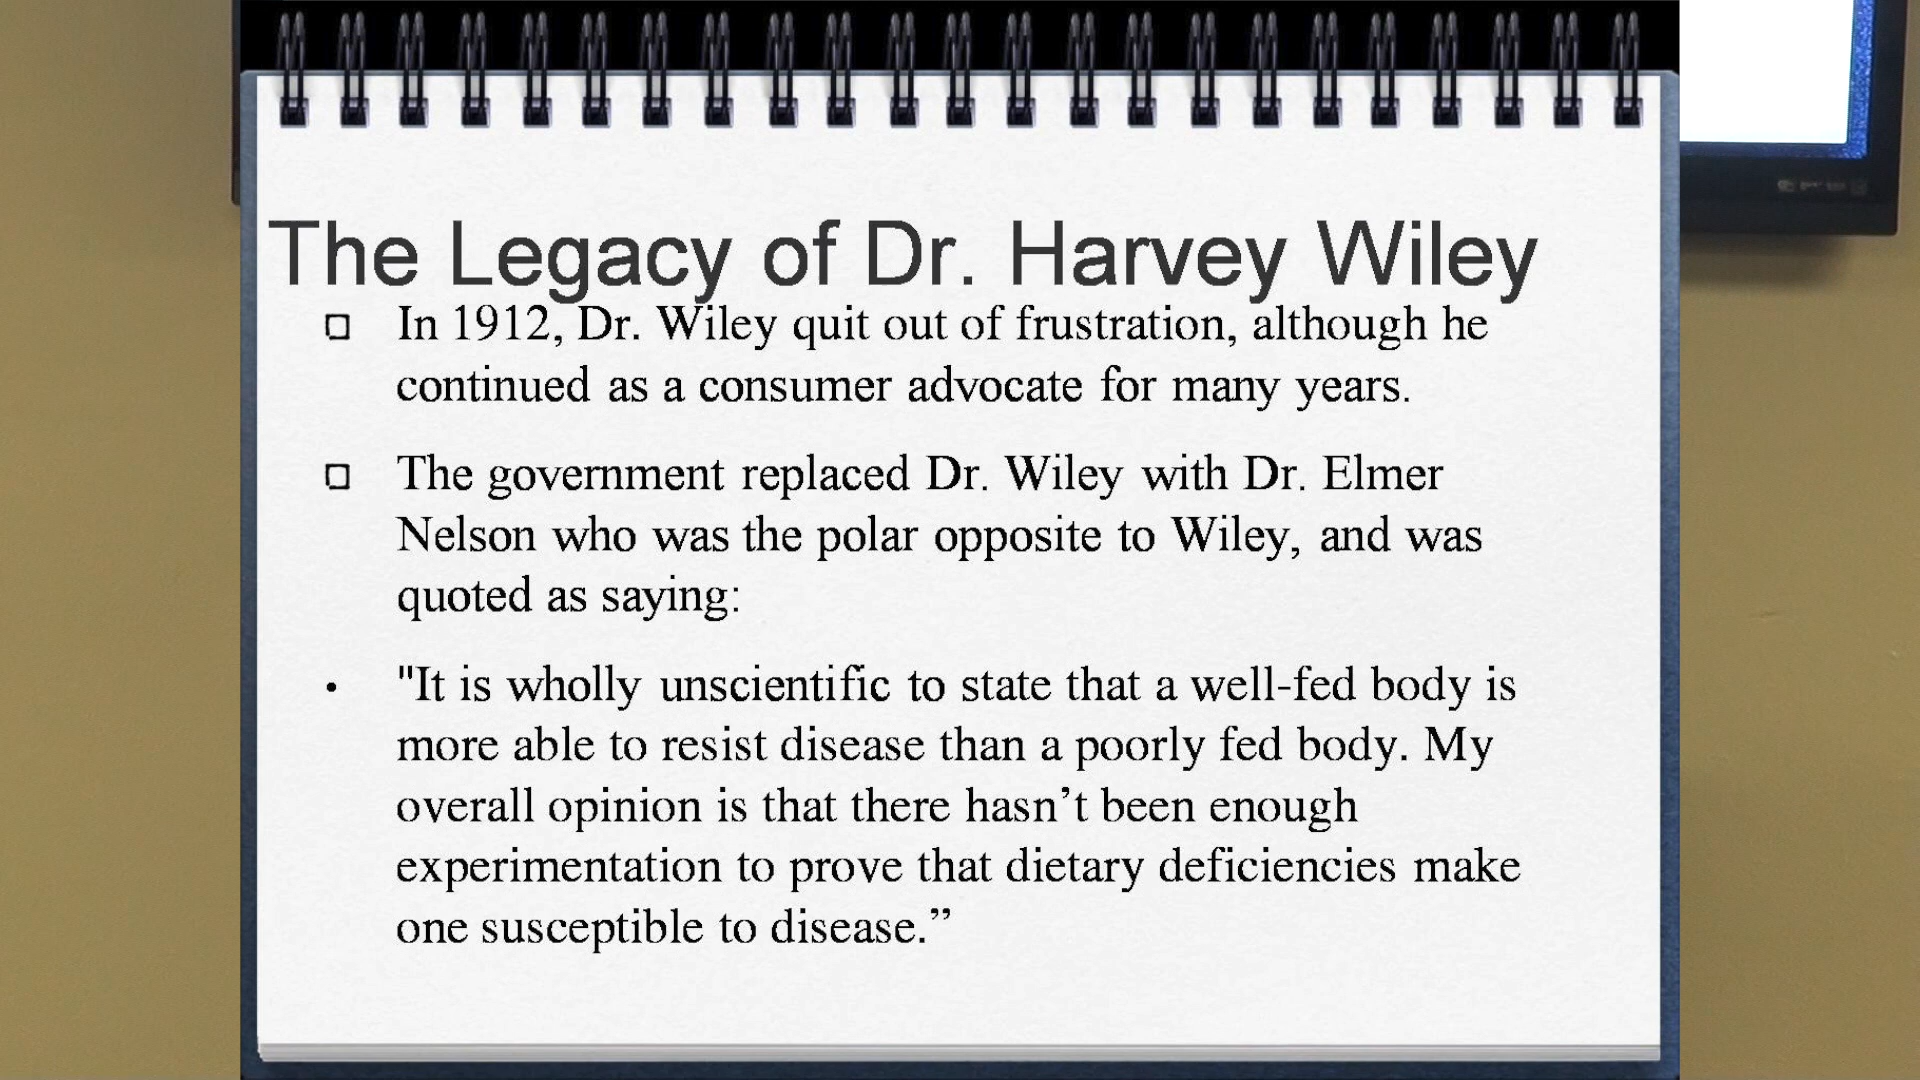 The Legacy of Dr. Harvey Wiley
In 1912, Dr. Wiley quit out of frustration, although he
continued as a consumer advocate for many years.
The government replaced Dr. Wiley with Dr. Elmer
Nelson who was the polar opposite to Wiley, and was
quoted as saying:
"It is wholly unscientific to state that a well-fed body is
more able to resist disease than a poorly fed body. My
overall opinion is that there hasn’t been enough
experimentation to prove that dietary deficiencies make
one susceptible to disease.”